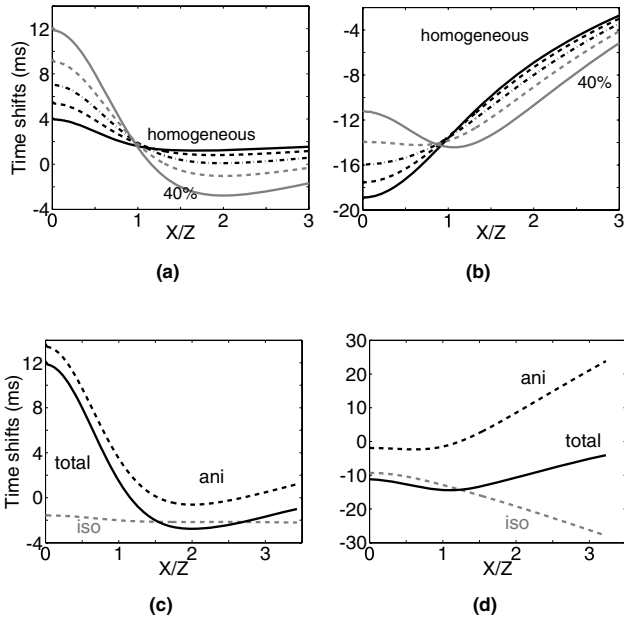 12
8
4
0
-4
Time shifts (ms)
homogeneous
40%
0 1 2 3
X/Z
(a)
-4
-8
-12
-16
-20
homogeneous
40%
0 1 2 3
X/Z
(b)
12
8
4
0
-4
Time shifts (ms)
total
ani
iso
0 1 2 3
X/Z
(c)
30
20
10
0
-10
-20
-30
ani
total
iso
0 1 2 3
X/Z
(d)